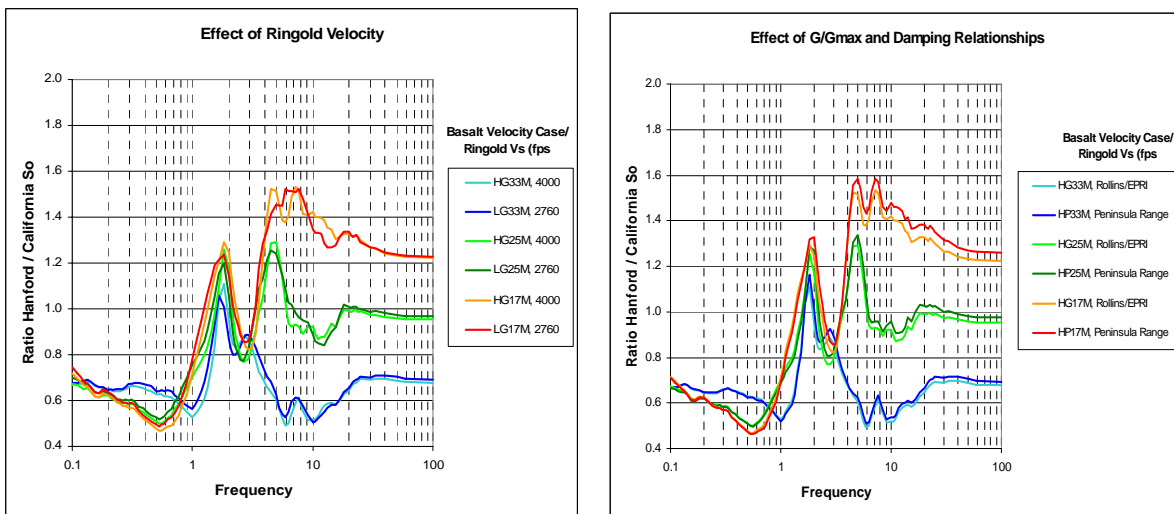 Effect of Ringold Velocity
Ratio Hanford / California So
2.0
1.8
1.6
1.4
1.2
1.0
0.8
0.6
0.4
0.1
1
10
100
Frequency
Basalt Velocity Case/
Ringold Vs (fps
HG33M, 4000
LG33M, 2760
HG25M, 4000
LG25M, 2760
HG17M, 4000
LG17M, 2760
Effect of G/Gmax and Damping Relationships
Ratio Hanford / California So
2.0
1.8
1.6
1.4
1.2
1.0
0.8
0.6
0.4
0.1
1
10
100
Frequency
Basalt Velocity Case/
Ringold Vs (fps
HG33M, Rollins/EPRI
HP33M, Peninsula Range
HG25M, Rollins/EPRI
HP25M, Peninsula Range
HG17M, Rollins/EPRI
HP17M, Peninsula Range